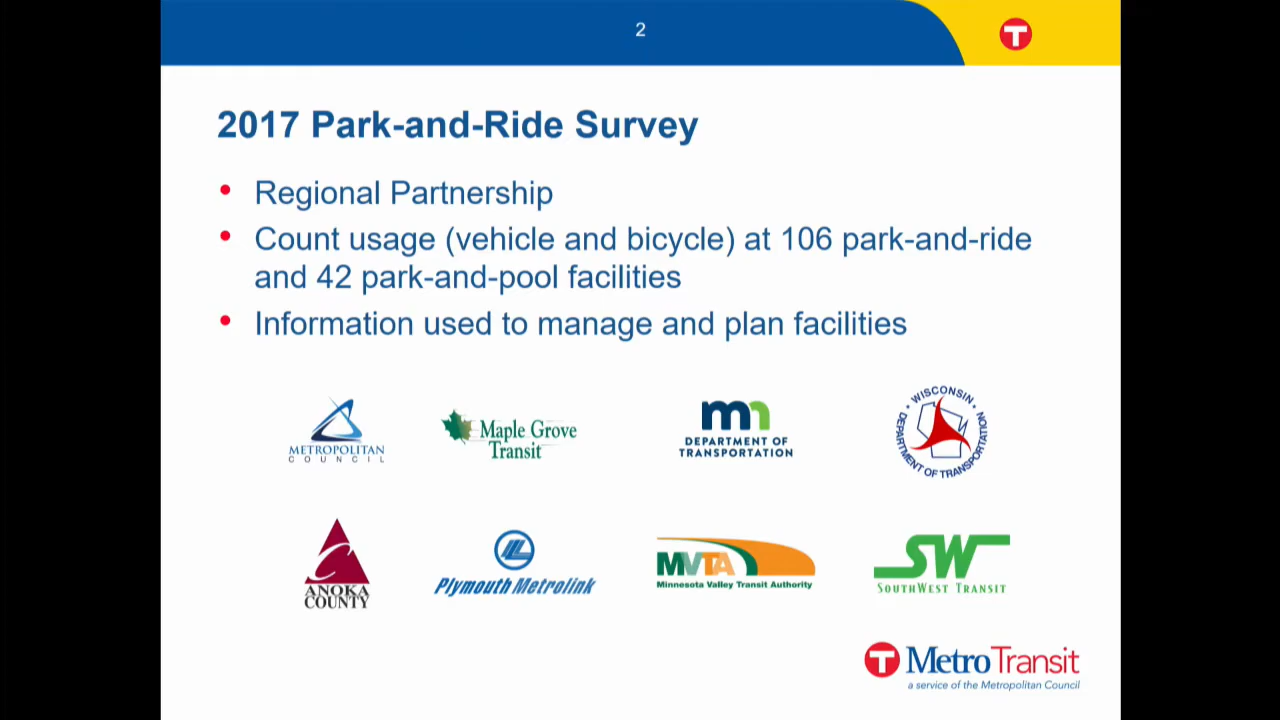 2
T
2017 Park-and-Ride Survey
• Regional Partnership
• Count usage (vehicle and bicycle) at 106 park-and-ride
and 42 park-and-pool facilities
• Information used to manage and plan facilities
METROPOLITAN
COUNCIL
Maple Grove
Transit
mn
DEPARTMENT OF
TRANSPORTATION
WISCONSIN
DEPARTMENT OF TRANSPORTATION
ANOKA
COUNTY
Plymouth Metrolink
MVTA
Minnesota Valley Transit Authority
SW
SOUTHWEST TRANSIT
T MetroTransit
a service of the Metropolitan Council